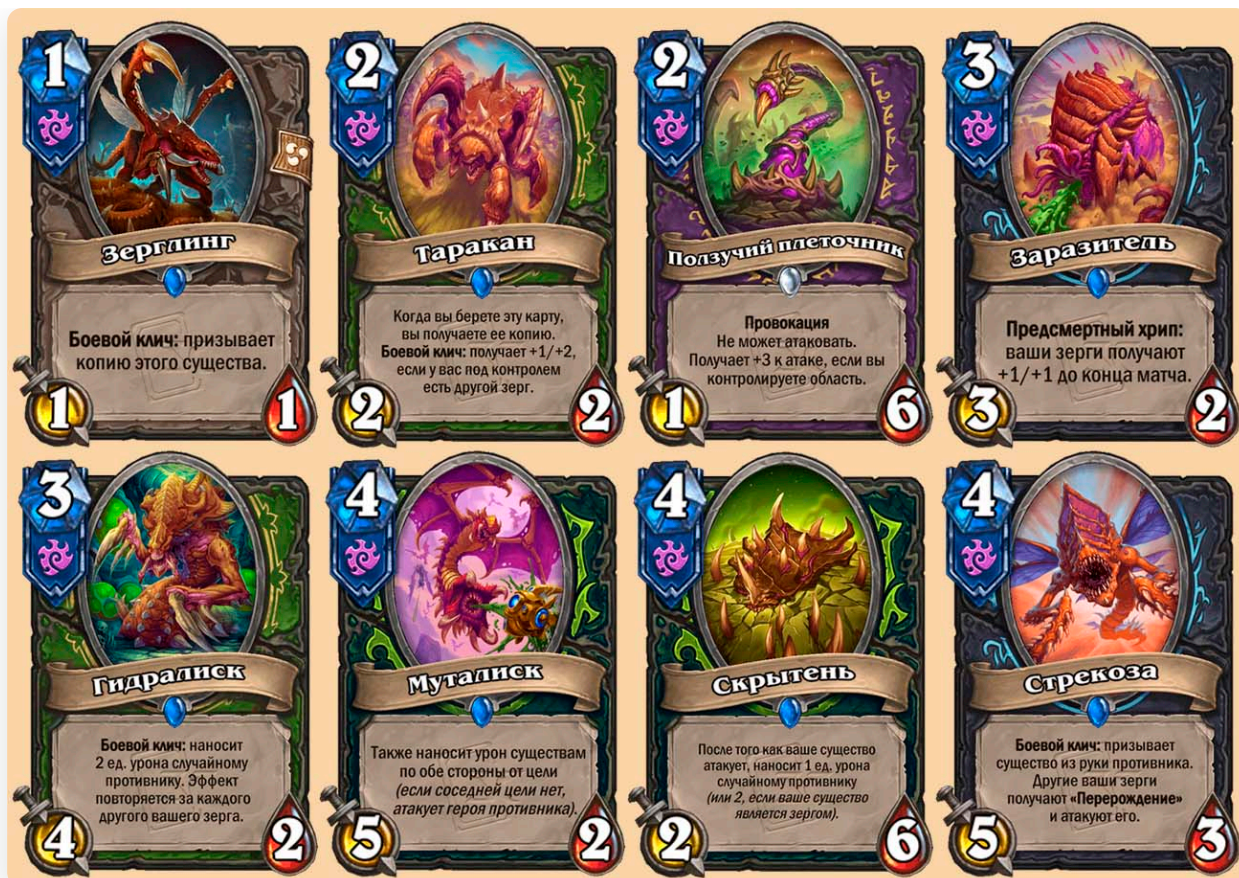 1
Зерглинг
Боевой клич: призывает
копию этого существа.
1
1
2
Таракан
Когда вы берете эту карту,
вы получаете ее копию.
Боевой клич: получает +1/+2,
если у вас под контролем
есть другой зерг.
2
2
2
Ползучий плеточник
Провокация
Не может атаковать.
Получает +3 к атаке, если вы
контролируете область.
1
6
3
Заразитель
Предсмертный хрип:
ваши зерги получают
+1/+1 до конца матча.
3
2
3
Гидралиск
Боевой клич: наносит
2 ед. урона случайному
противнику. Эффект
повторяется за каждого
другого вашего зерга.
4
2
4
Муталиск
Также наносит урон существам
по обе стороны от цели
(если соседней цели нет,
атакует героя противника).
5
2
4
Скрытень
После того как ваше существо
атакует, наносит 1 ед. урона
случайному противнику
(или 2, если ваше существо
является зергом).
2
6
4
Стрекоза
Боевой клич: призывает
существо из руки противника.
Другие ваши зерги
получают «Перерождение»
и атакуют его.
5
3